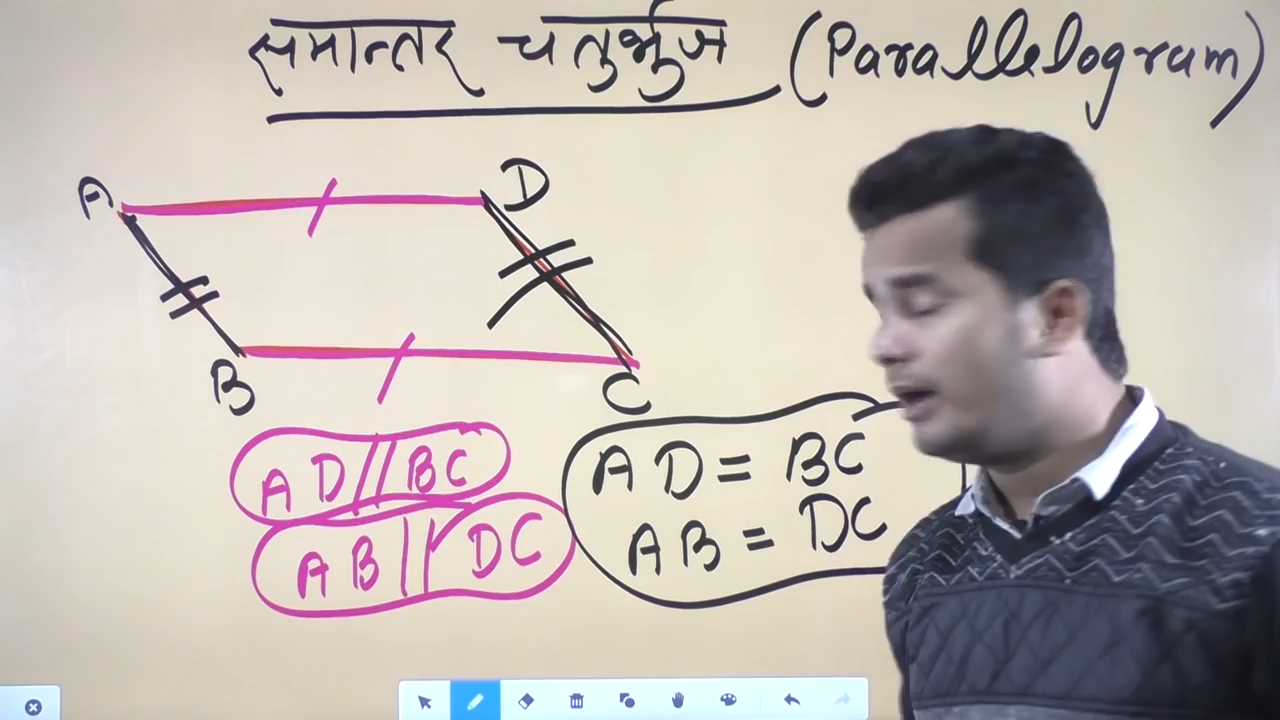 समान्तर चतुर्भुज (Parallelogram)
A
D
B
C
AD//BC
AB//DC
AD = BC
AB = DC